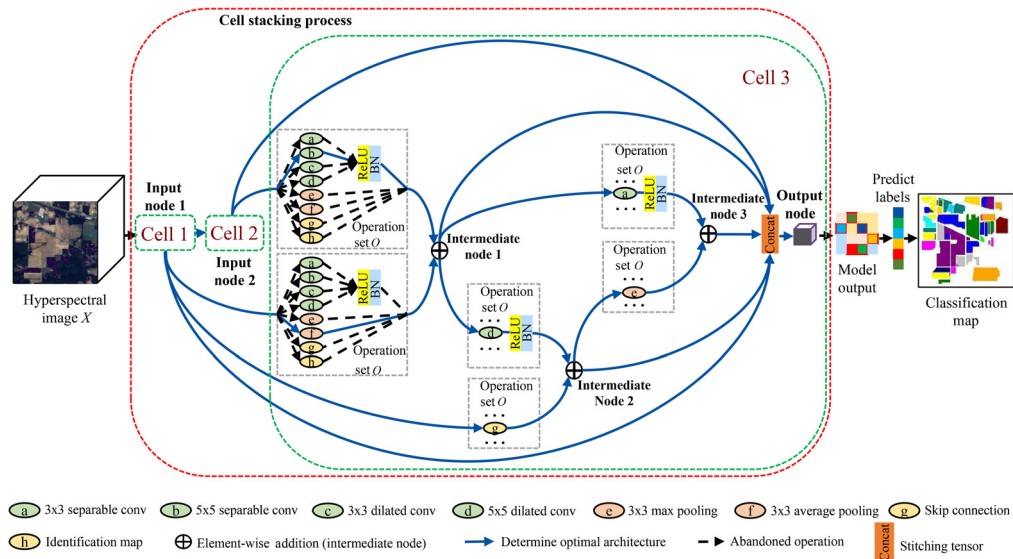 Cell stacking process
Cell 3
Input
node 1
Cell 1
Cell 2
Input
node 2
Hyperspectral
image X
a
b
c
d
e
f
g
h
ReLU
BN
Operation
set O
a
b
c
d
e
f
g
h
ReLU
BN
Operation
set O
Intermediate
node 1
Operation
set O
...
a
...
ReLU
BN
Intermediate
node 3
Operation
set O
...
e
...
Operation
set O
...
d
...
ReLU
BN
Intermediate
Node 2
Operation
set O
...
g
...
Concat
Output
node
Model
output
Predict
labels
Classification
map
a 3x3 separable conv
b 5x5 separable conv
c 3x3 dilated conv
d 5x5 dilated conv
e 3x3 max pooling
f 3x3 average pooling
g Skip connection
h Identification map
Element-wise addition (intermediate node)
Determine optimal architecture
Abandoned operation
Concat
Stitching tensor